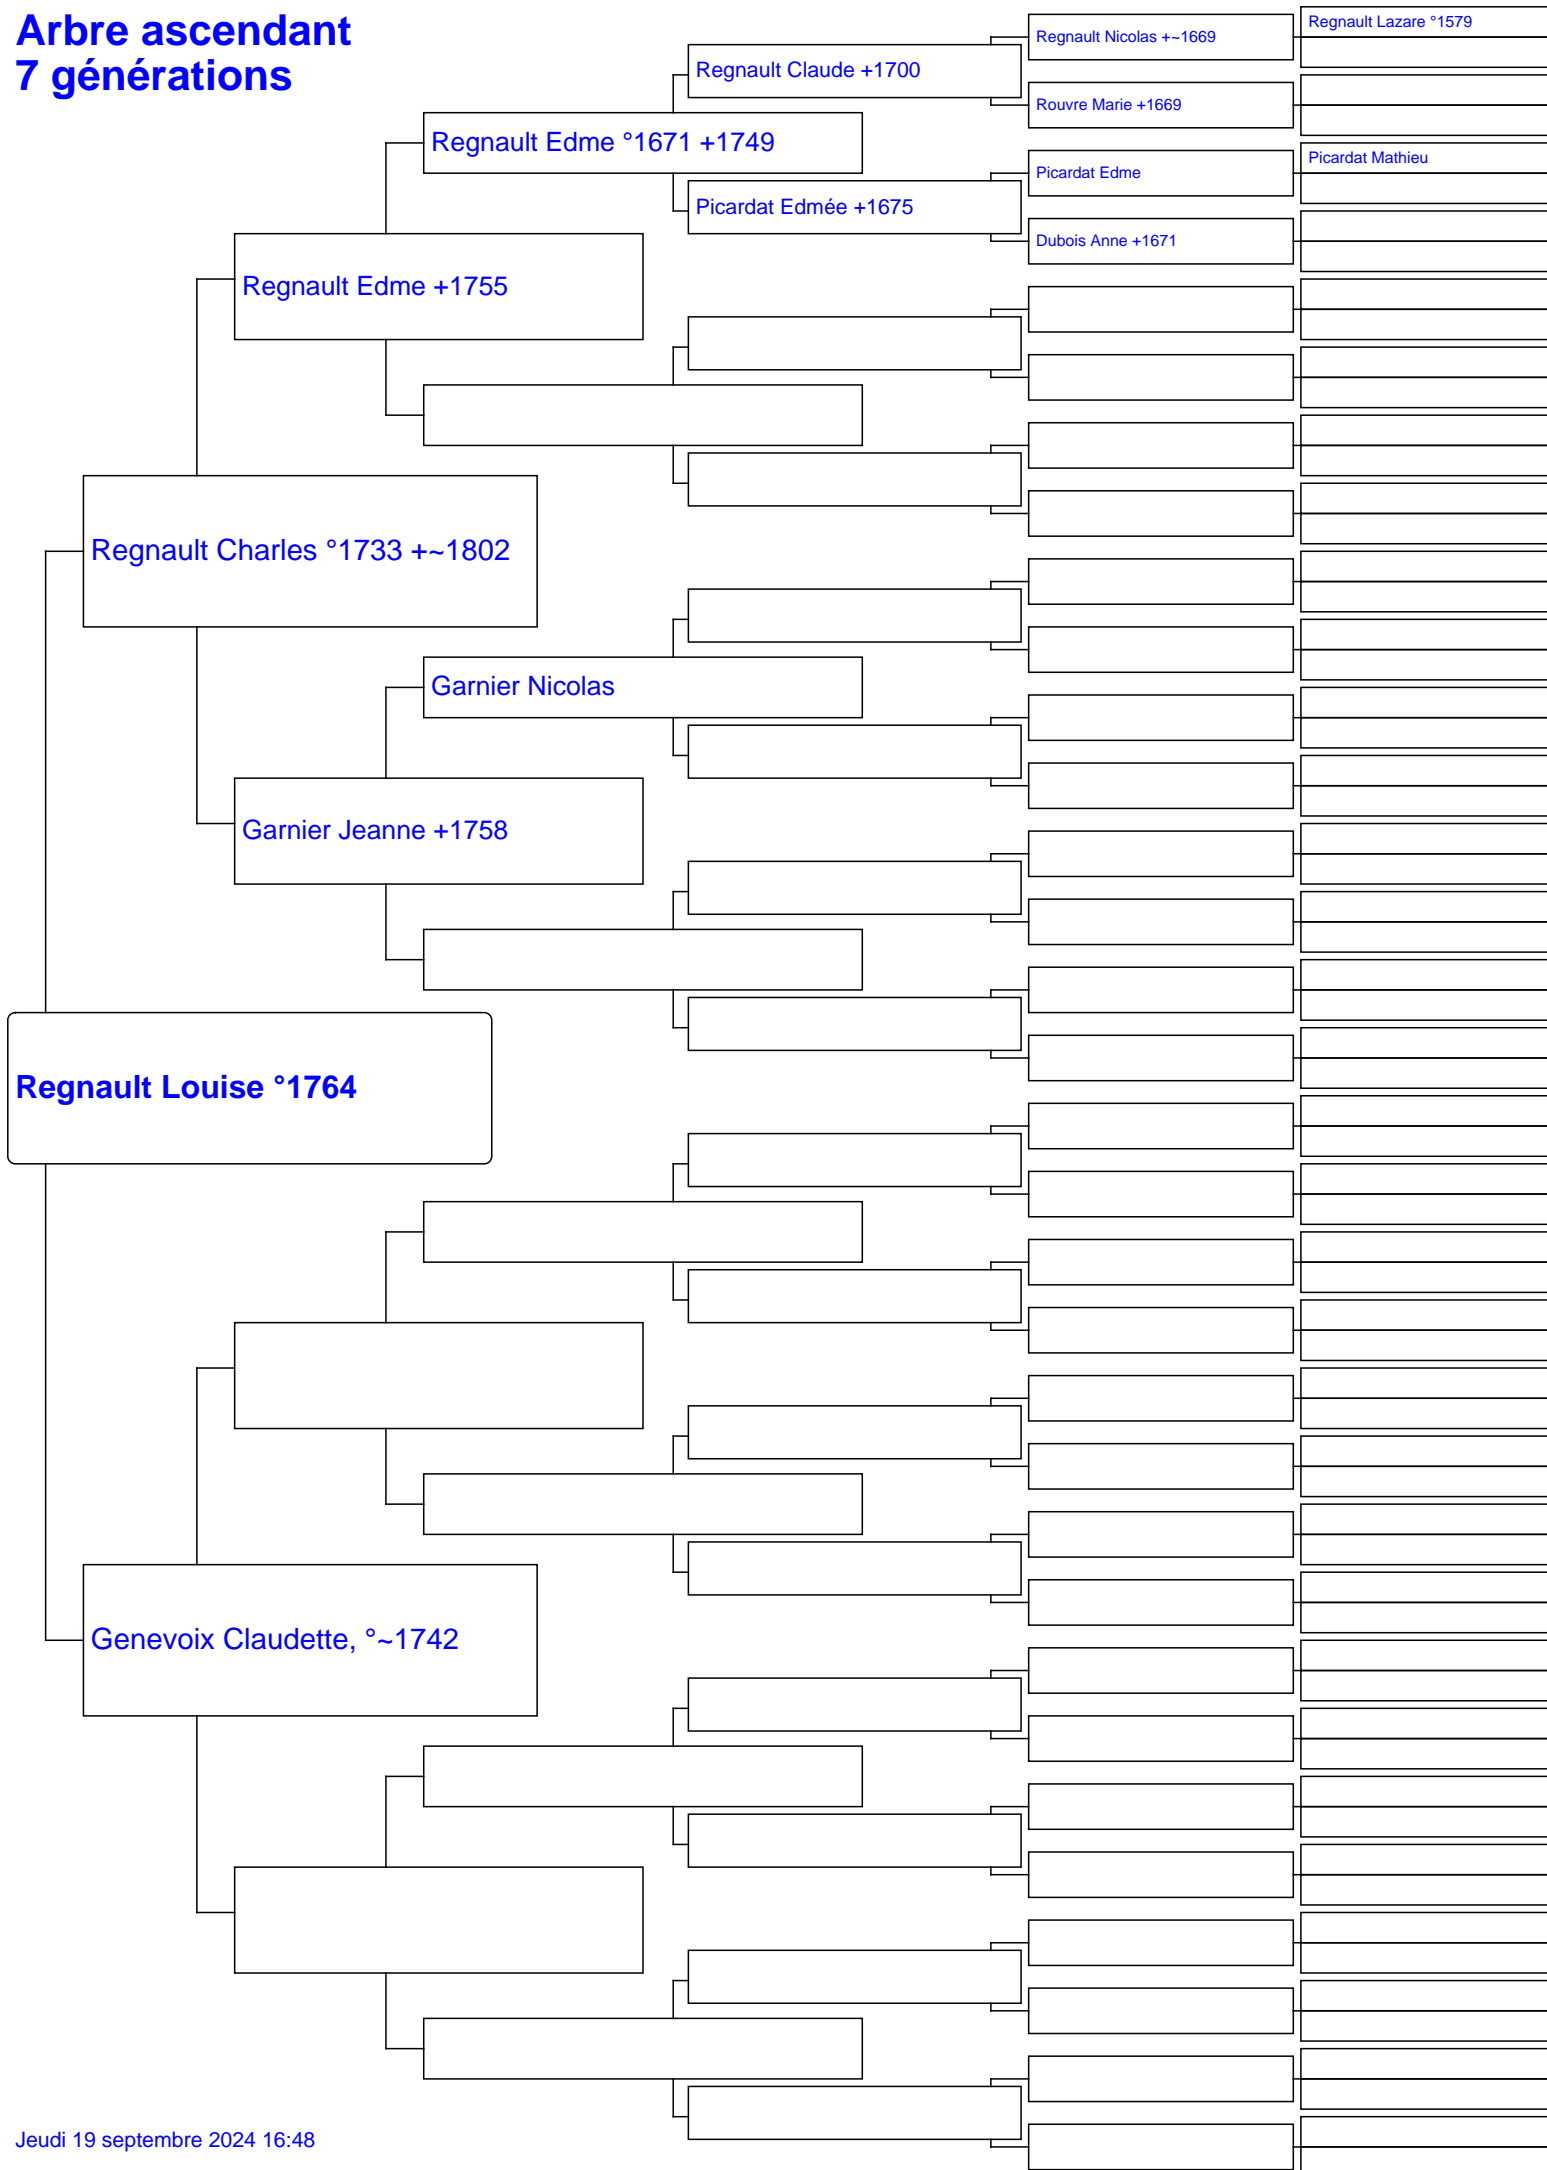 Arbre ascendant
7 générations
Regnault Nicolas +~1669
Regnault Lazare °1579
Regnault Claude +1700
Rouvre Marie +1669
Regnault Edme °1671 +1749
Picardat Edme
Picardat Mathieu
Picardat Edmée +1675
Dubois Anne +1671
Regnault Edme +1755
Regnault Charles °1733 +~1802
Garnier Nicolas
Garnier Jeanne +1758
Regnault Louise °1764
Genevoix Claudette, °~1742
Jeudi 19 septembre 2024 16:48